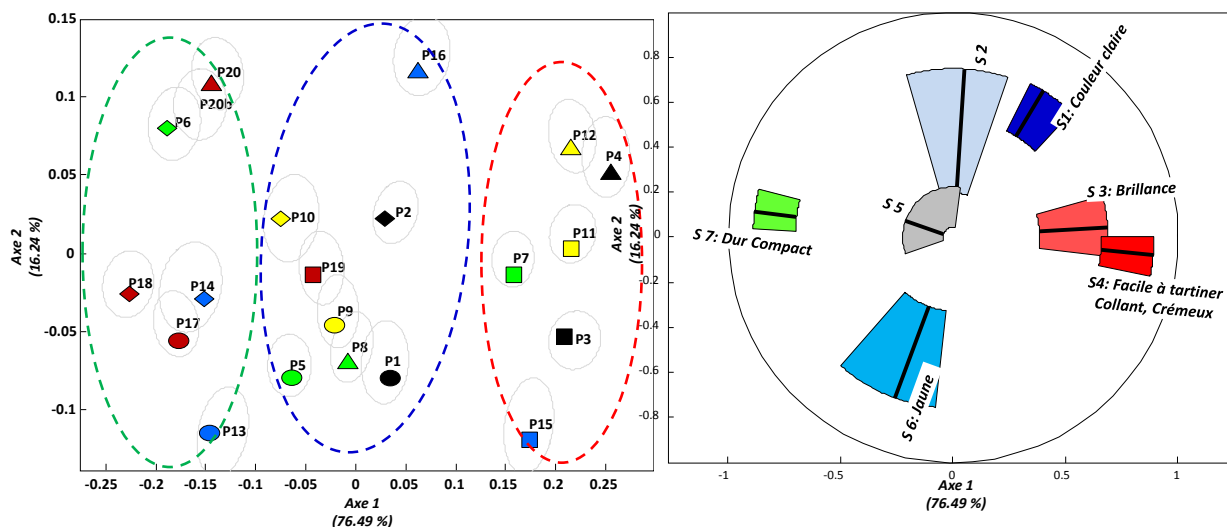 0.15
0.1
0.05
0
-0.05
-0.1
Axe 2
(16.24 %)
P20
P20b
P6
P16
P12
P4
P10
P2
P11
P19
P7
P18
P14
P9
P17
P8
P1
P3
P5
P13
P15
-0.25
-0.2
-0.15
-0.1
-0.05
0
0.05
0.1
0.15
0.2
0.25
Axe 1
(76.49 %)
0.8
0.6
0.4
0.2
0
-0.2
-0.4
-0.6
-0.8
Axe 2
(16.24 %)
S 2
S1: Couleur claire
S 3: Brillance
S 5
S 7: Dur Compact
S4: Facile à tartiner
Collant, Crémeux
S 6: Jaune
-1
-0.5
0
0.5
1
Axe 1
(76.49 %)